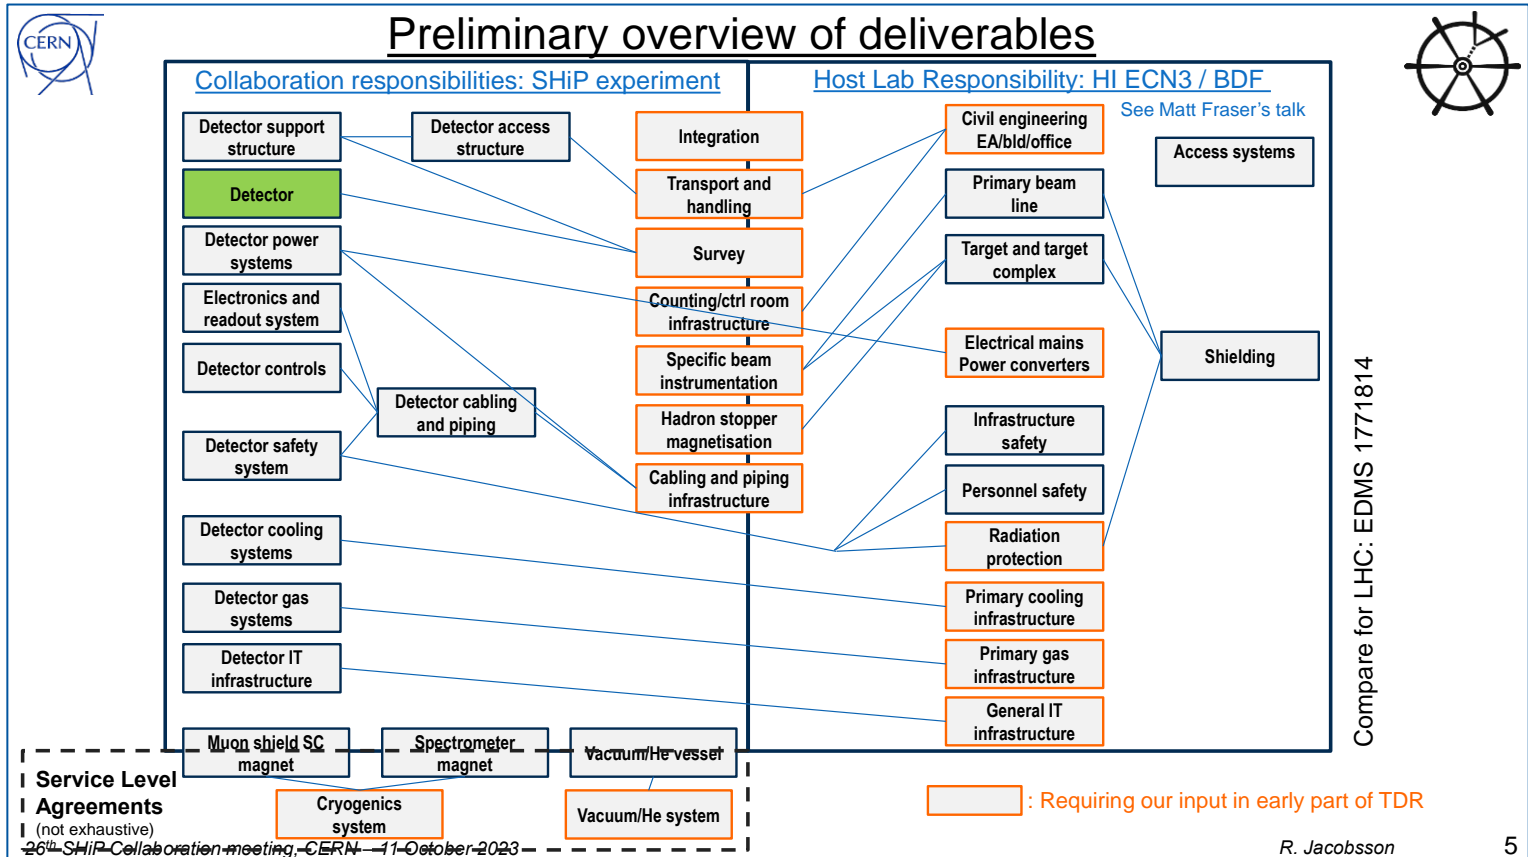 CERN
Preliminary overview of deliverables
Collaboration responsibilities: SHiP experiment
Host Lab Responsibility: HI ECN3 / BDF
See Matt Fraser's talk
Detector support
structure
Detector access
structure
Integration
Civil engineering
EA/bld/office
Access systems
Detector
Transport and
handling
Primary beam
line
Detector power
systems
Survey
Target and target
complex
Electronics and
readout system
Counting/ctrl room
infrastructure
Detector controls
Specific beam
instrumentation
Electrical mains
Power converters
Shielding
Detector cabling
and piping
Hadron stopper
magnetisation
Infrastructure
safety
Detector safety
system
Cabling and piping
infrastructure
Personnel safety
Detector cooling
systems
Radiation
protection
Detector gas
systems
Primary cooling
infrastructure
Detector IT
infrastructure
Primary gas
infrastructure
General IT
infrastructure
Compare for LHC: EDMS 1771814
Muon shield SC
magnet
Spectrometer
magnet
Vacuum/He vessel
Service Level
Agreements
(not exhaustive)
Cryogenics
system
Vacuum/He system
: Requiring our input in early part of TDR
26th SHiP Collaboration meeting, CERN – 11 October 2023
R. Jacobsson
5